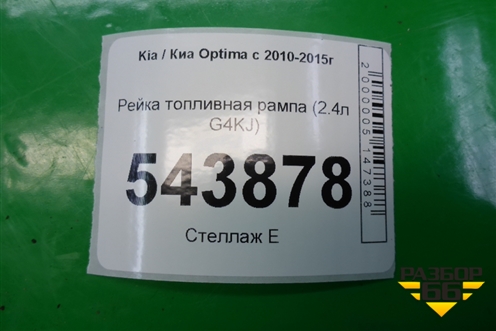 Kia / Киа Optima с 2010-2015г
Рейка топливная рампа (2.4л
G4KJ)
543878
Стеллаж Е
2000005147388
РАЗБОР
66